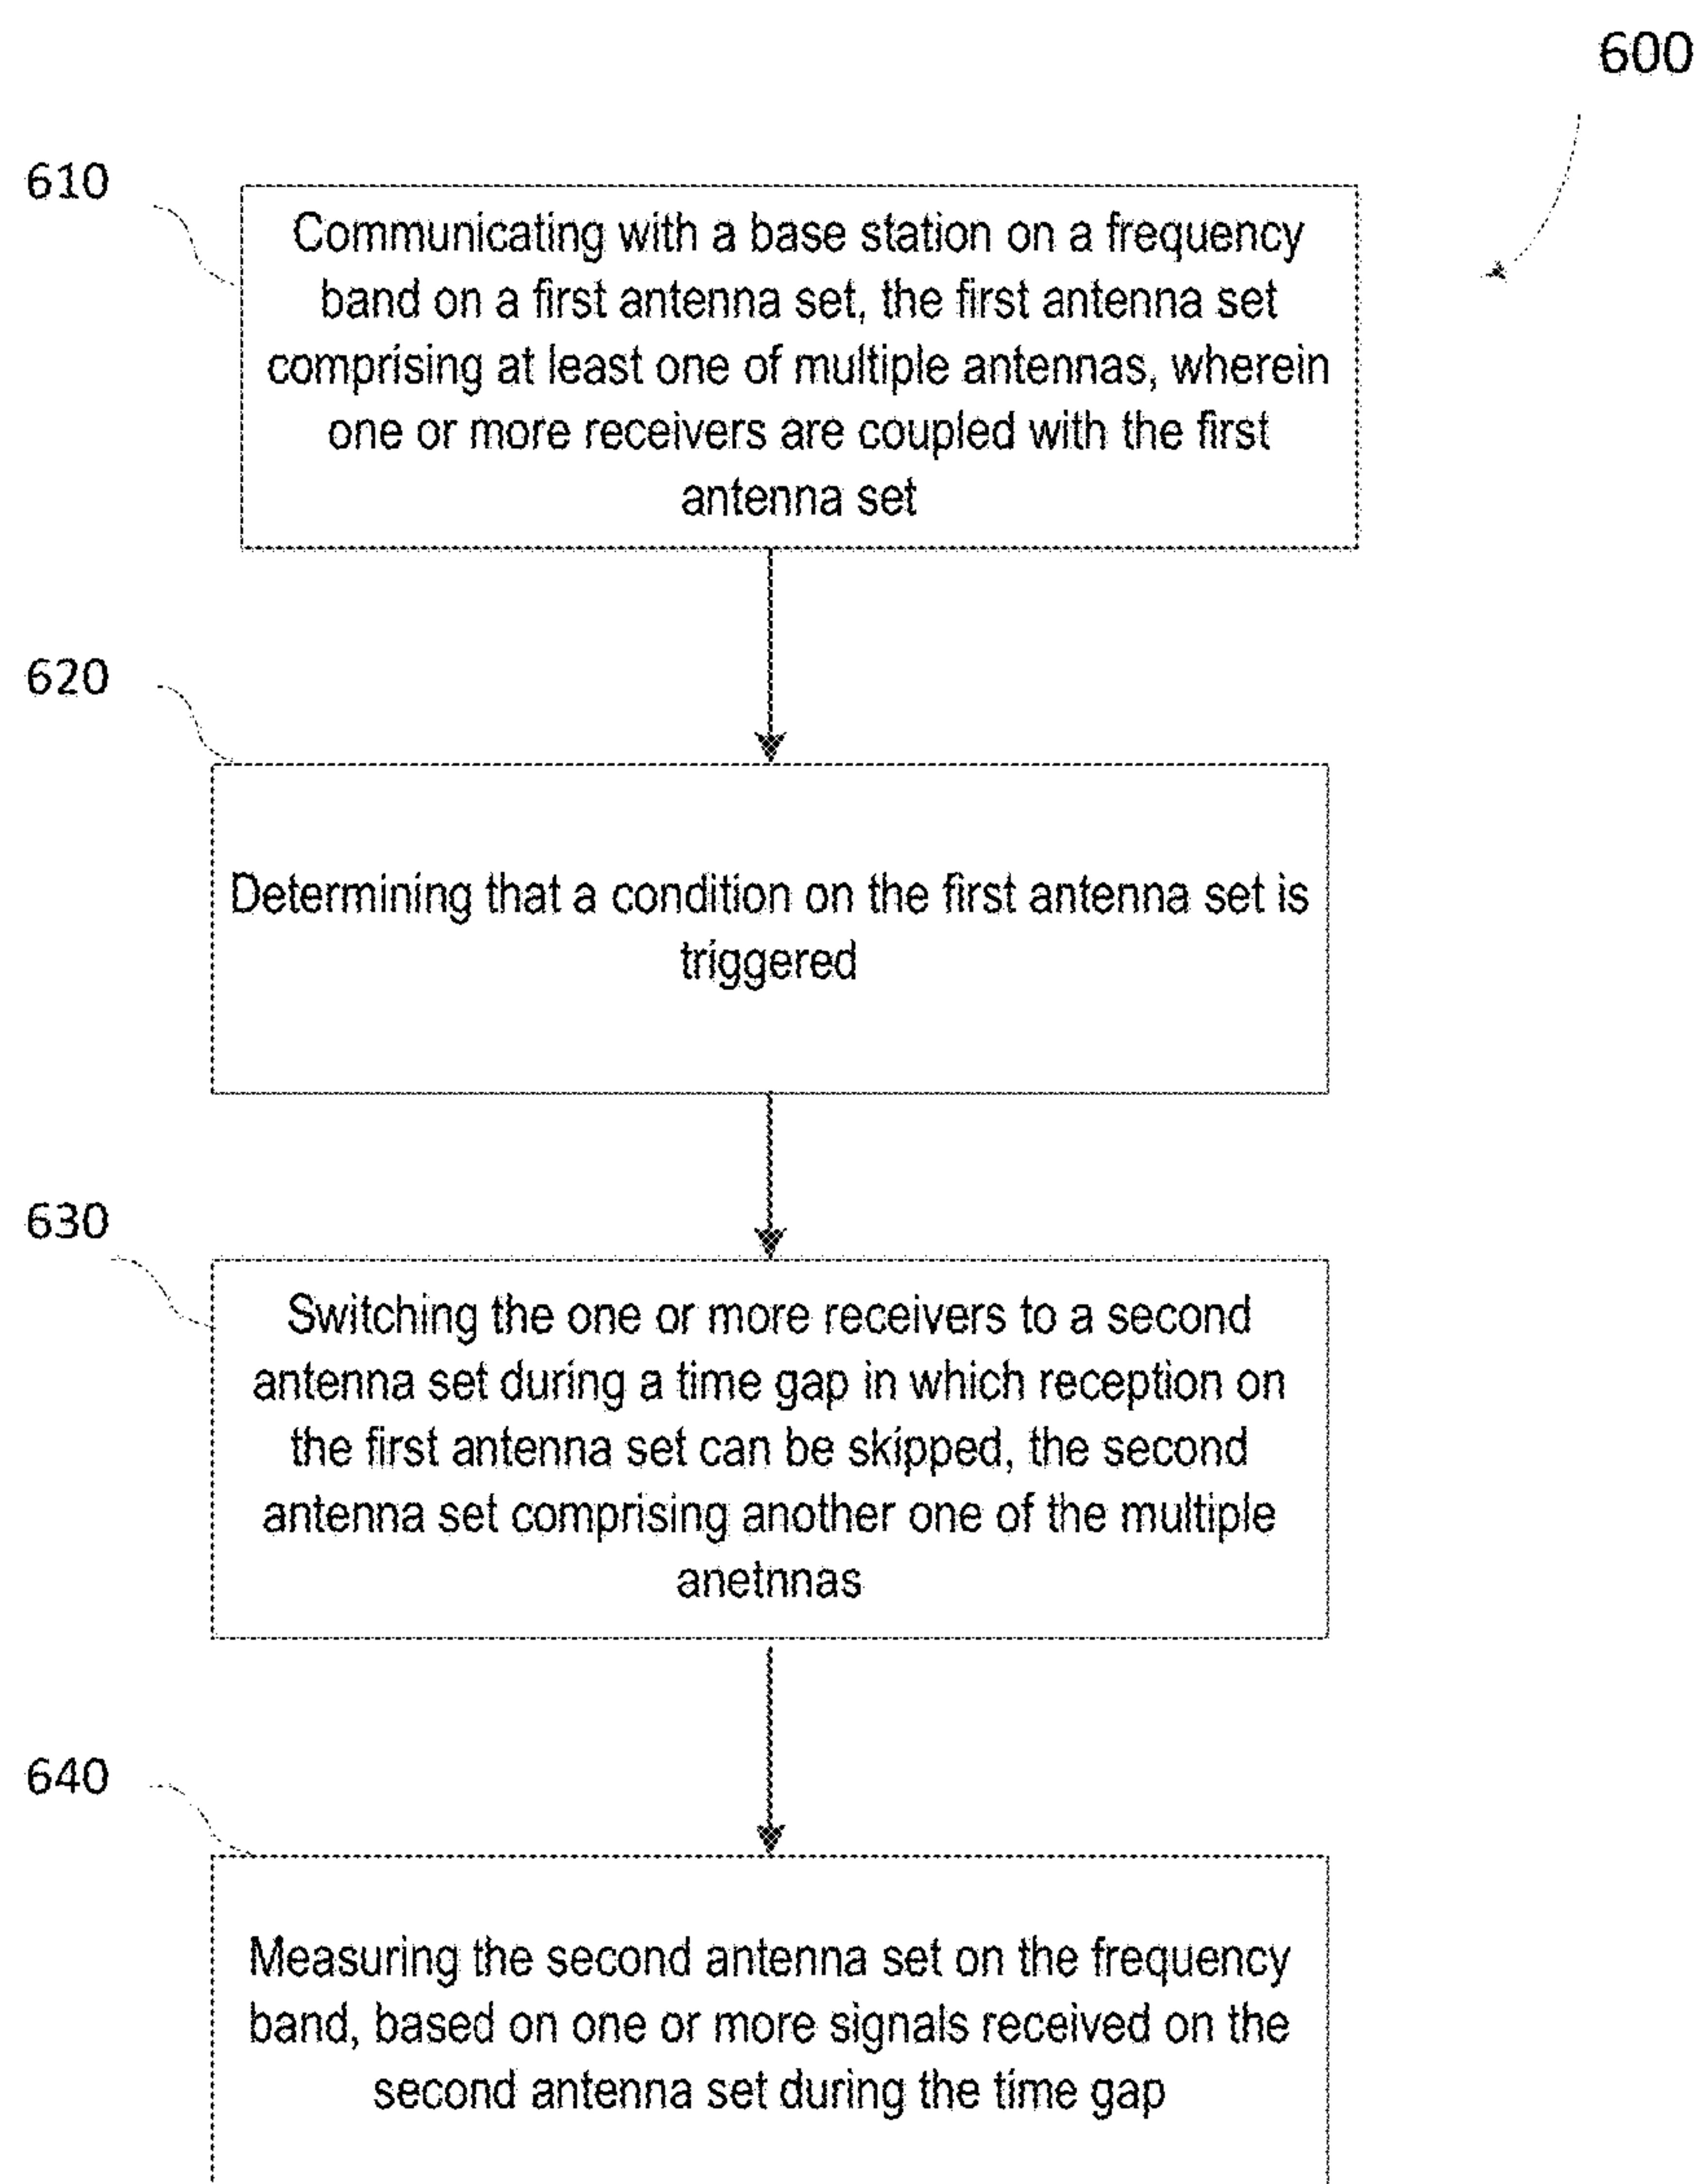 600
610
Communicating with a base station on a frequency
band on a first antenna set, the first antenna set
comprising at least one of multiple antennas, wherein
one or more receivers are coupled with the first
antenna set
620
Determining that a condition on the first antenna set is
triggered
630
Switching the one or more receivers to a second
antenna set during a time gap in which reception on
the first antenna set can be skipped, the second
antenna set comprising another one of the multiple
anetnnas
640
Measuring the second antenna set on the frequency
band, based on one or more signals received on the
second antenna set during the time gap